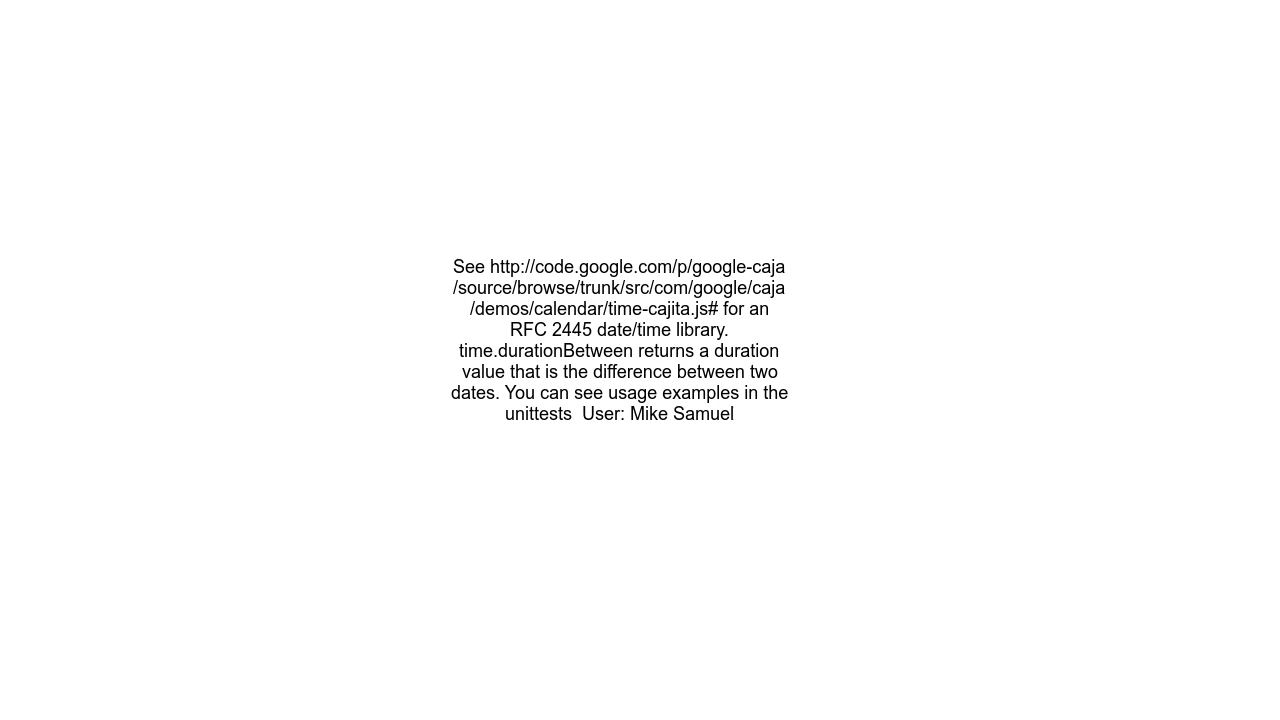 See http://code.google.com/p/google-caja
/source/browse/trunk/src/com/google/caja
/demos/calendar/time-cajita.js# for an
RFC 2445 date/time library.
time.durationBetween returns a duration
value that is the difference between two
dates. You can see usage examples in the
unittests  User: Mike Samuel